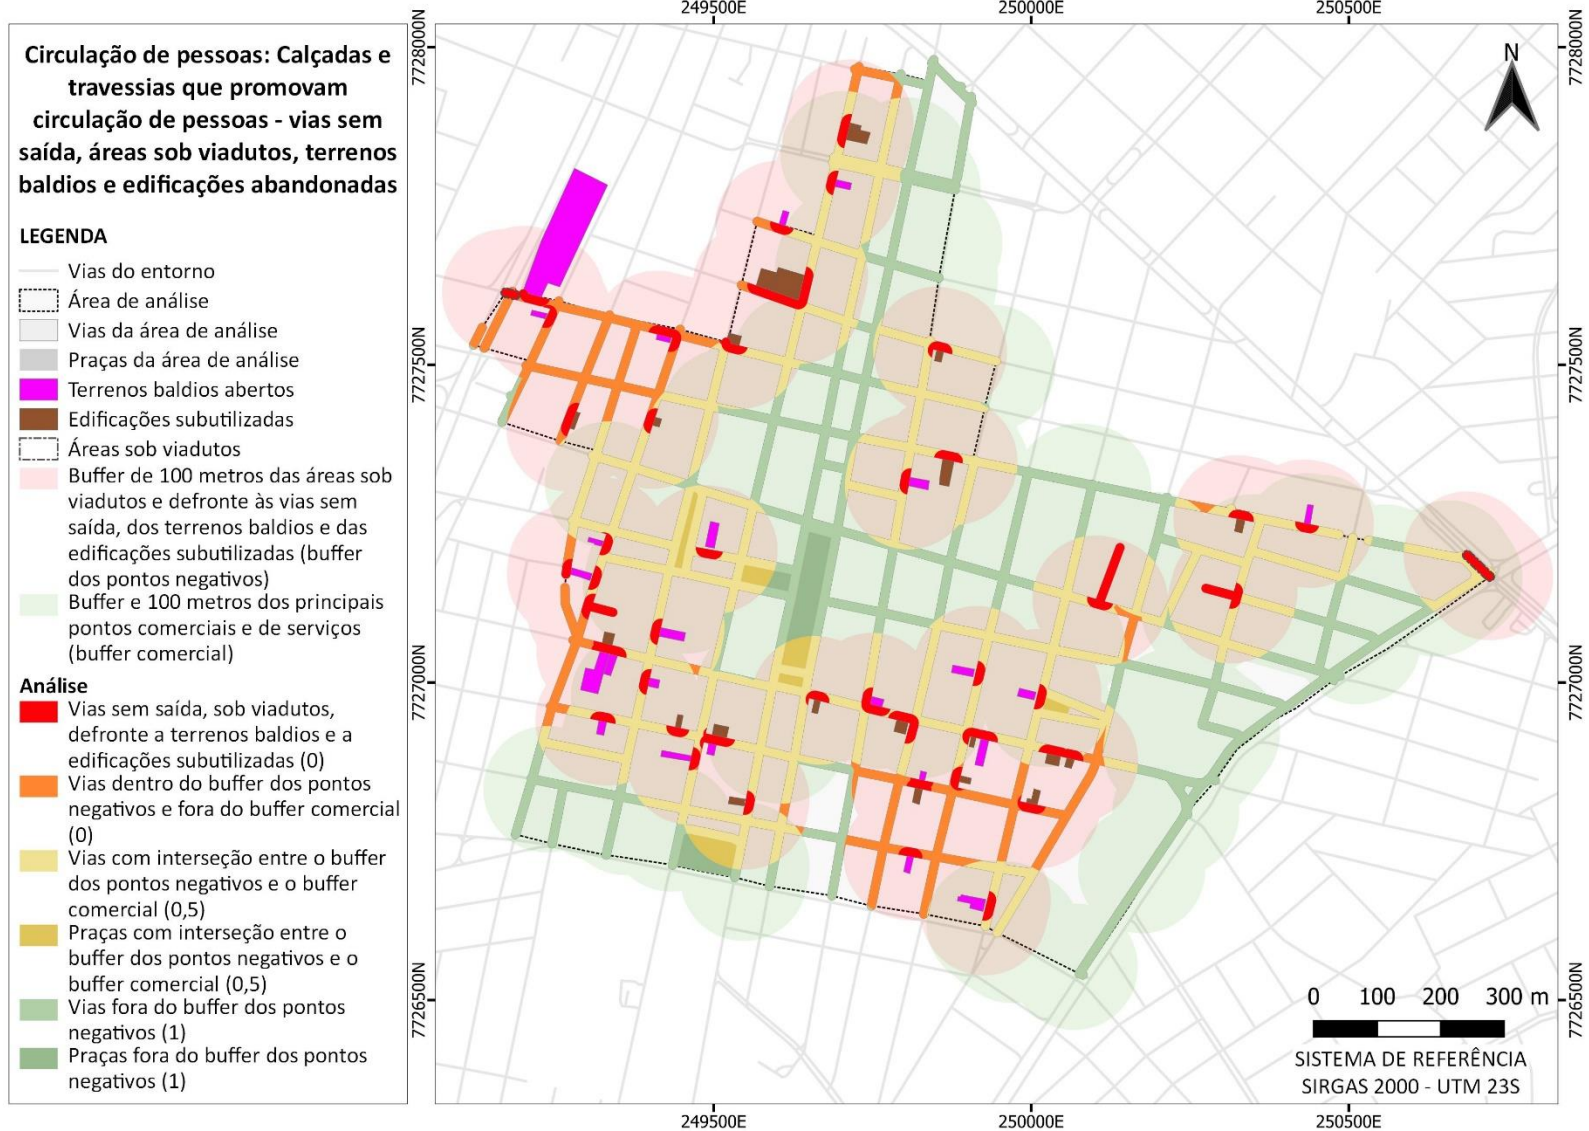 Circulação de pessoas: Calçadas e
travessias que promovam
circulação de pessoas - vias sem
saída, áreas sob viadutos, terrenos
baldios e edificações abandonadas
LEGENDA
Vias do entorno
Área de análise
Vias da área de análise
Praças da área de análise
Terrenos baldios abertos
Edificações subutilizadas
Áreas sob viadutos
Buffer de 100 metros das áreas sob
viadutos e defronte às vias sem
saída, dos terrenos baldios e das
edificações subutilizadas (buffer
dos pontos negativos)
Buffer e 100 metros dos principais
pontos comerciais e de serviços
(buffer comercial)
Análise
Vias sem saída, sob viadutos,
defronte a terrenos baldios e a
edificações subutilizadas (0)
Vias dentro do buffer dos pontos
negativos e fora do buffer comercial
(0)
Vias com interseção entre o buffer
dos pontos negativos e o buffer
comercial (0,5)
Praças com interseção entre o
buffer dos pontos negativos e o
buffer comercial (0,5)
Vias fora do buffer dos pontos
negativos (1)
Praças fora do buffer dos pontos
negativos (1)
249500E 250000E 250500E
7728000N 7728000N
7727500N 7727500N
7727000N 7727000N
7726500N 7726500N
N
0 100 200 300 m
SISTEMA DE REFERÊNCIA
SIRGAS 2000 - UTM 23S
249500E 250000E 250500E